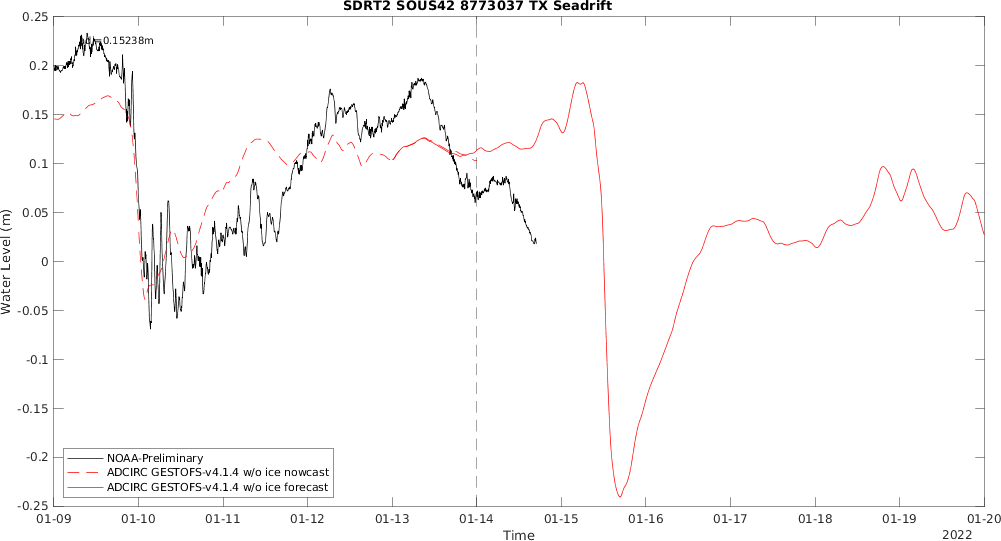 SDRT2 SOUS42 8773037 TX Seadrift
=0.15238m
Water Level (m)
0.25
0.2
0.15
0.1
0.05
0
-0.05
-0.1
-0.15
-0.2
-0.25
NOAA-Preliminary
ADCIRC GESTOFS-v4.1.4 w/o ice nowcast
ADCIRC GESTOFS-v4.1.4 w/o ice forecast
01-09 01-10 01-11 01-12 01-13 01-14 01-15 01-16 01-17 01-18 01-19 01-20
Time
2022